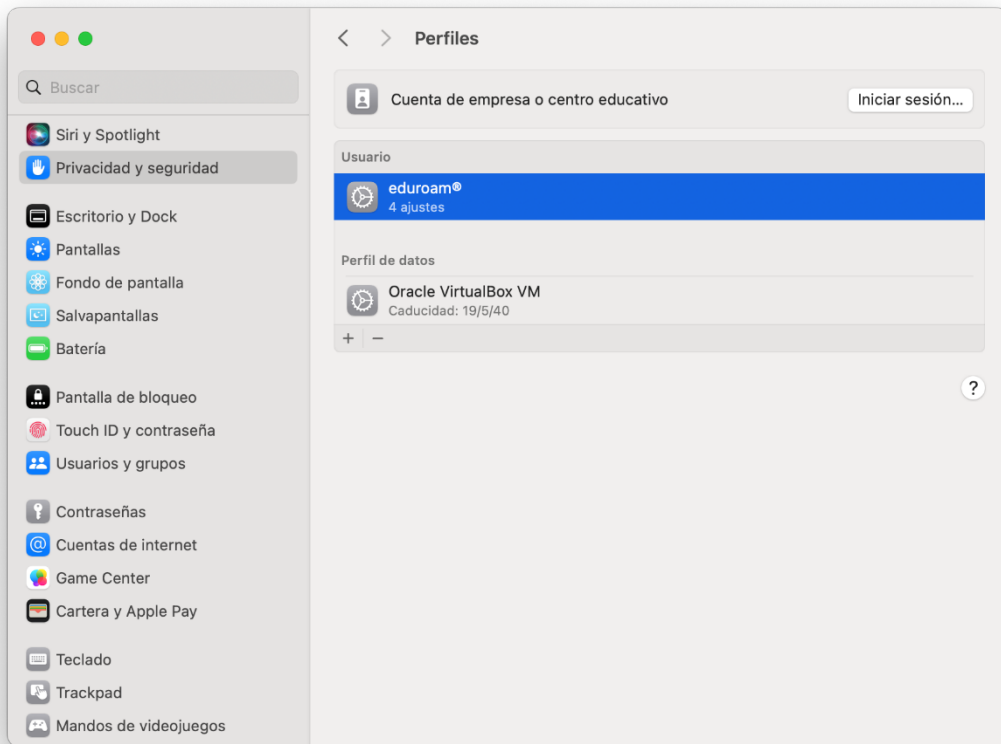 Buscar
Siri y Spotlight
Privacidad y seguridad
Escritorio y Dock
Pantallas
Fondo de pantalla
Salvapantallas
Batería
Pantalla de bloqueo
Touch ID y contraseña
Usuarios y grupos
Contraseñas
Cuentas de internet
Game Center
Cartera y Apple Pay
Teclado
Trackpad
Mandos de videojuegos
Perfiles
Cuenta de empresa o centro educativo
Iniciar sesión...
Usuario
eduroam®
4 ajustes
Perfil de datos
Oracle VirtualBox VM
Caducidad: 19/5/40
+ −
?